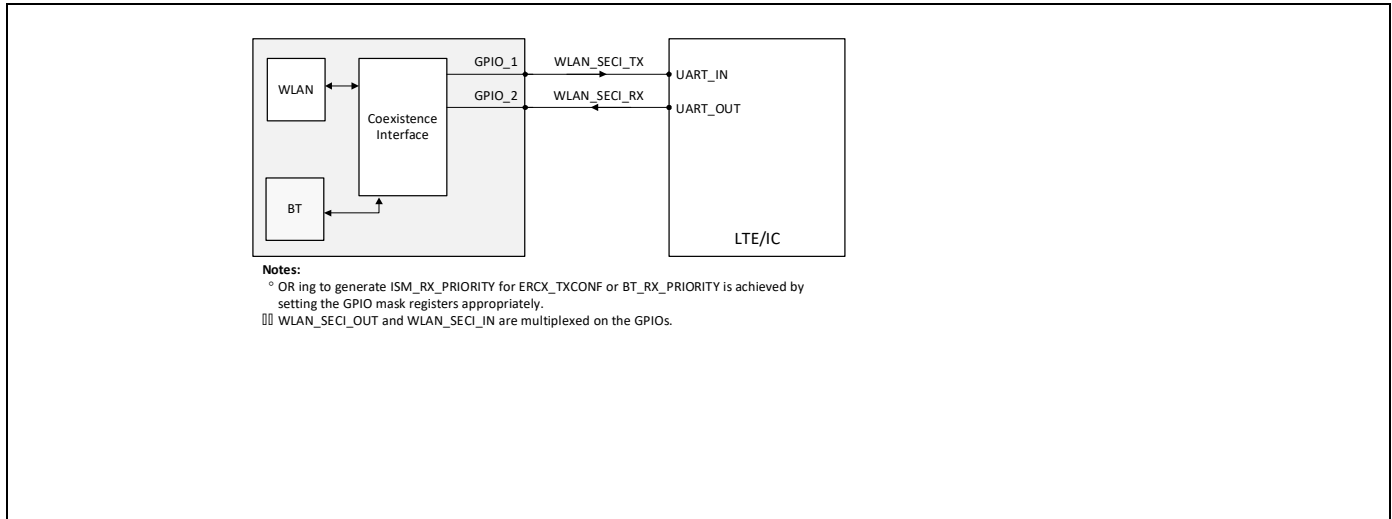 GPIO_1 WLAN_SECI_TX
UART_IN
WLAN
GPIO_2 WLAN_SECI_RX
UART_OUT
Coexistence
Interface
BT
LTE/IC
Notes:
° OR ing to generate ISM_RX_PRIORITY for ERCX_TXCONF or BT_RX_PRIORITY is achieved by
setting the GPIO mask registers appropriately.
▯▯ WLAN_SECI_OUT and WLAN_SECI_IN are multiplexed on the GPIOs.